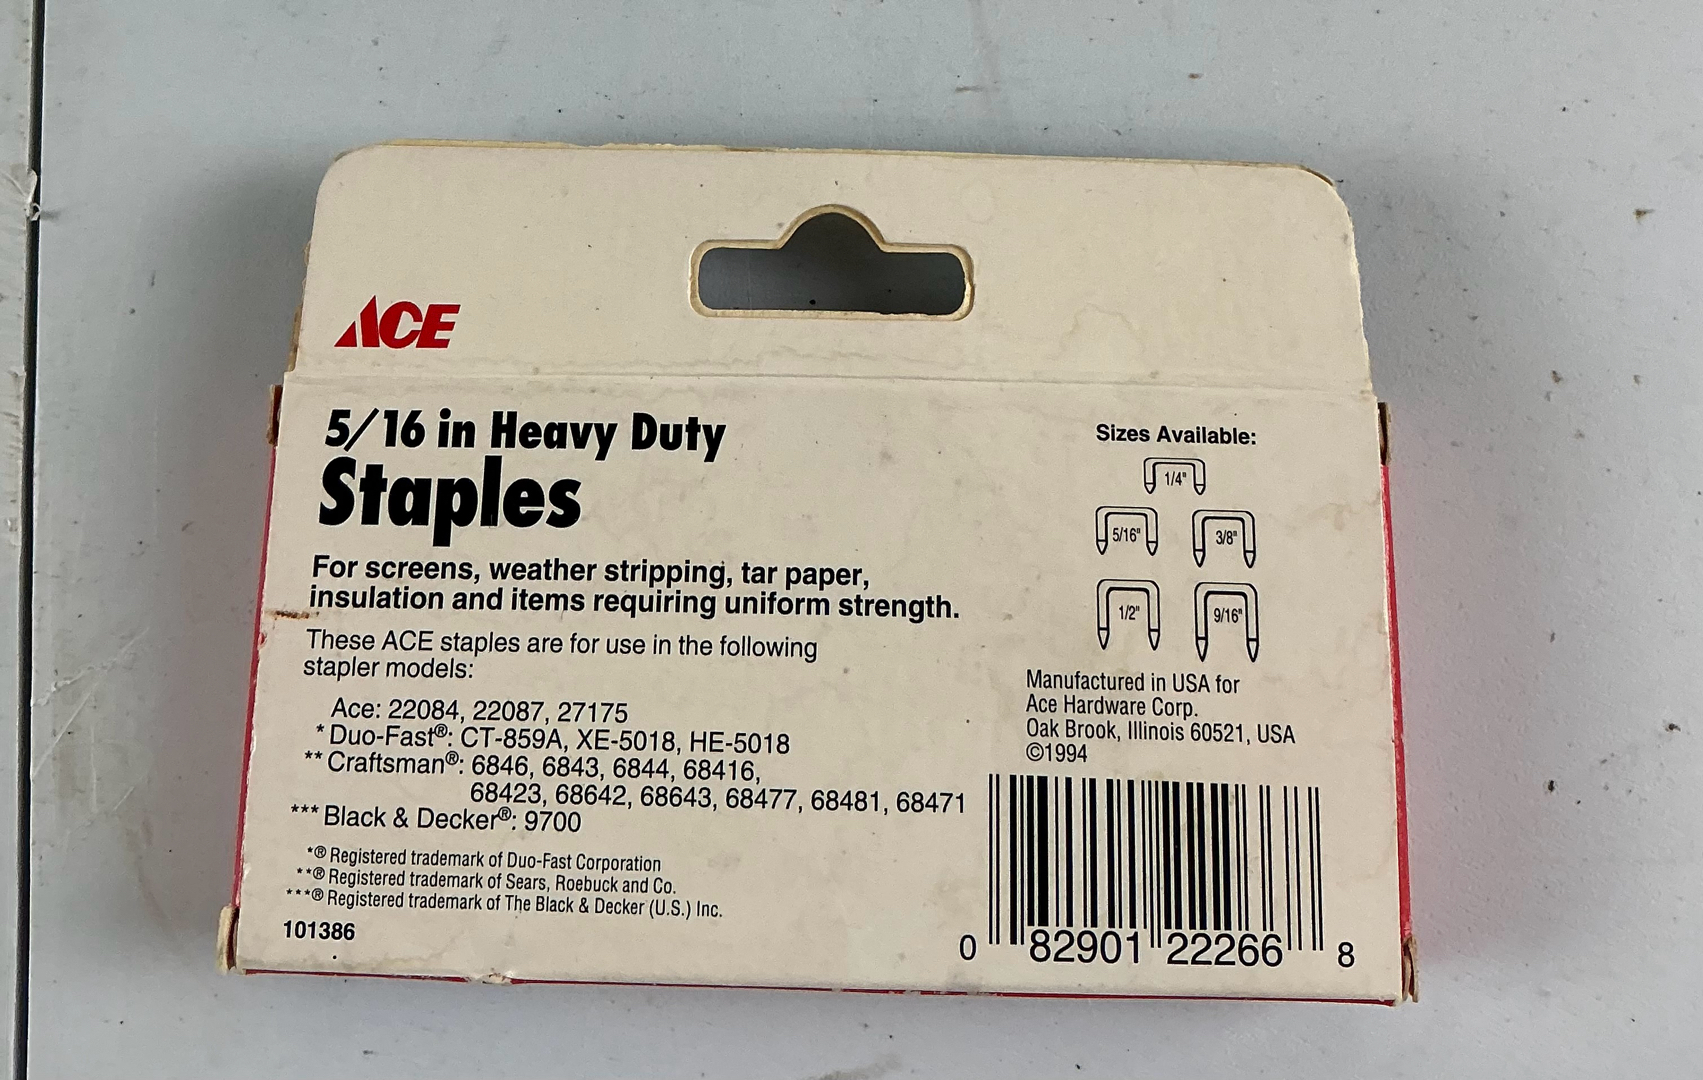 ACE
5/16 in Heavy Duty
Staples
For screens, weather stripping, tar paper,
insulation and items requiring uniform strength.
These ACE staples are for use in the following
stapler models:
Ace: 22084, 22087, 27175
* Duo-Fast®: CT-859A, XE-5018, HE-5018
** Craftsman®: 6846, 6843, 6844, 68416,
68423, 68642, 68643, 68477, 68481, 68471
*** Black & Decker®: 9700
*® Registered trademark of Duo-Fast Corporation
**® Registered trademark of Sears, Roebuck and Co.
***® Registered trademark of The Black & Decker (U.S.) Inc.
101386
Sizes Available:
1/4"
5/16" 3/8"
1/2" 9/16"
Manufactured in USA for
Ace Hardware Corp.
Oak Brook, Illinois 60521, USA
©1994
0 82901 22266 8